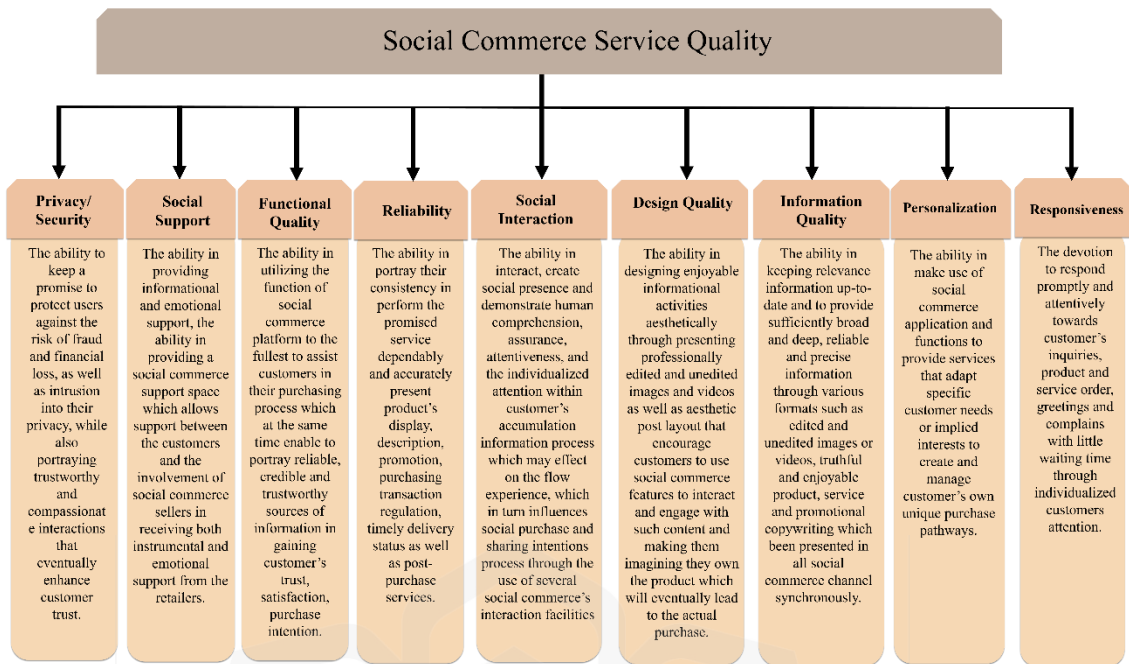 Social Commerce Service Quality
Privacy/
Security
The ability to
keep a
promise to
protect users
against the
risk of fraud
and financial
loss, as well
as intrusion
into their
privacy, while
also
portraying
trustworthy
and
compassionat
e interactions
that
eventually
enhance
customer
trust.
Social
Support
The ability in
providing
informational
and emotional
support, the
ability in
providing a
social commerce
support space
which allows
support between
the customers
and the
involvement of
social commerce
sellers in
receiving both
instrumental and
emotional
support from the
retailers.
Functional
Quality
The ability in
utilizing the
function of
social
commerce
platform to the
fullest to assist
customers in
their purchasing
process which
at the same
time enable to
portray reliable,
credible and
trustworthy
sources of
information in
gaining
customer's
trust,
satisfaction,
purchase
intention.
Reliability
The ability in
portray their
consistency in
perform the
promised
service
dependably
and accurately
present
product's
display,
description,
promotion,
purchasing
transaction
regulation,
timely delivery
status as well
as post-
purchase
services.
Social
Interaction
The ability in
interact, create
social presence and
demonstrate human
comprehension,
assurance,
attentiveness, and
the individualized
attention within
customer's
accumulation
information process
which may effect
on the flow
experience, which
in turn influences
social purchase and
sharing intentions
process through the
use of several
social commerce's
interaction facilities
Design Quality
The ability in
designing enjoyable
informational
activities
aesthetically
through presenting
professionally
edited and unedited
images and videos
as well as aesthetic
post layout that
encourage
customers to use
social commerce
features to interact
and engage with
such content and
making them
imagining they own
the product which
will eventually lead
to the actual
purchase.
Information
Quality
The ability in
keeping relevance
information up-to-
date and to provide
sufficiently broad
and deep, reliable
and precise
information
through various
formats such as
edited and
unedited images or
videos, truthful
and enjoyable
product, service
and promotional
copywriting which
been presented in
all social
commerce channel
synchronously.
Personalization
The ability in
make use of
social
commerce
application and
functions to
provide services
that adapt
specific
customer needs
or implied
interests to
create and
manage
customer's own
unique purchase
pathways.
Responsiveness
The devotion
to respond
promptly and
attentively
towards
customer's
inquiries,
product and
service order,
greetings and
complains
with little
waiting time
through
individualized
customers
attention.